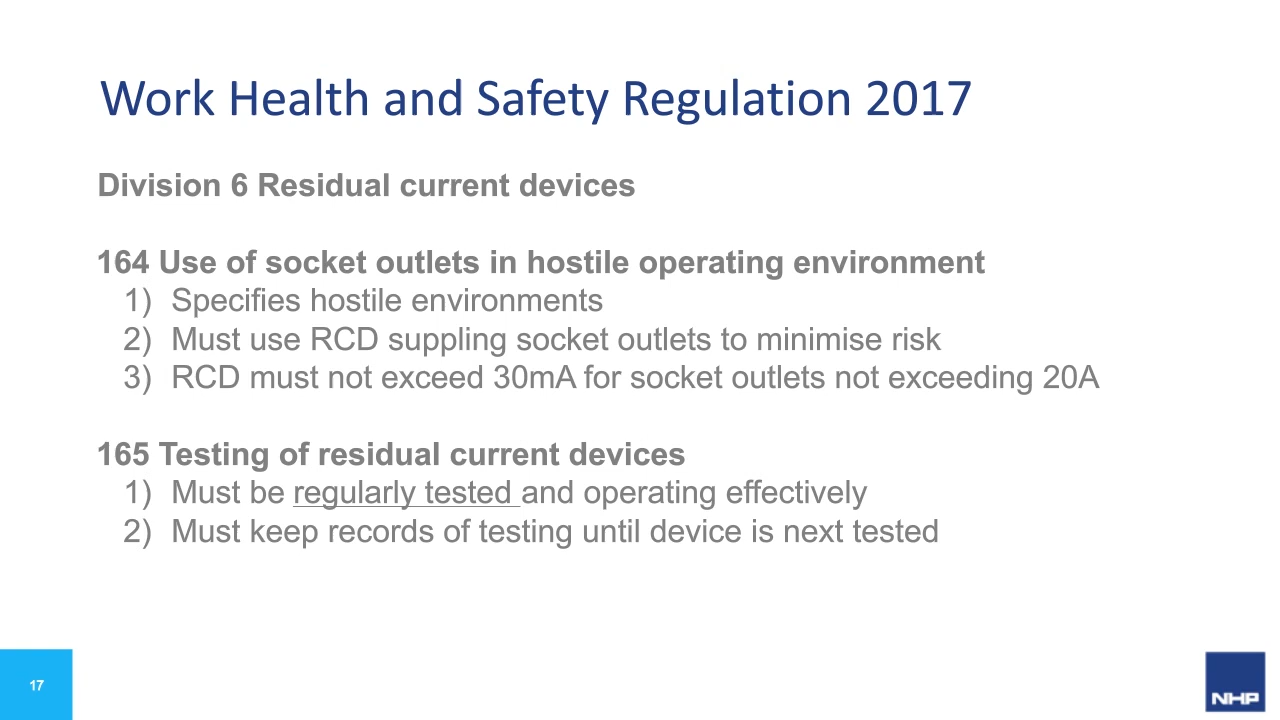 Work Health and Safety Regulation 2017
Division 6 Residual current devices
164 Use of socket outlets in hostile operating environment
1) Specifies hostile environments
2) Must use RCD suppling socket outlets to minimise risk
3) RCD must not exceed 30mA for socket outlets not exceeding 20A
165 Testing of residual current devices
1) Must be regularly tested and operating effectively
2) Must keep records of testing until device is next tested
17
NHP